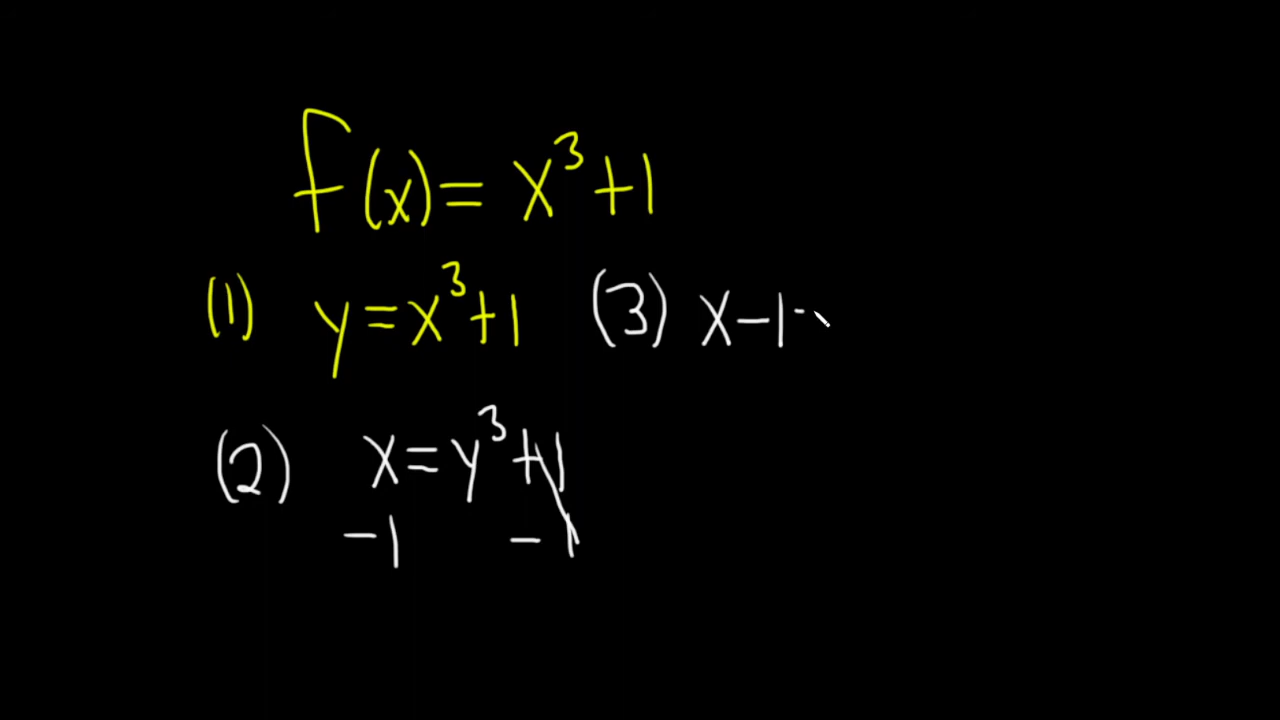 f(x) = x³+1
(1) y = x³+1
(3) x-1
(2) x = y³+1
-1 -1